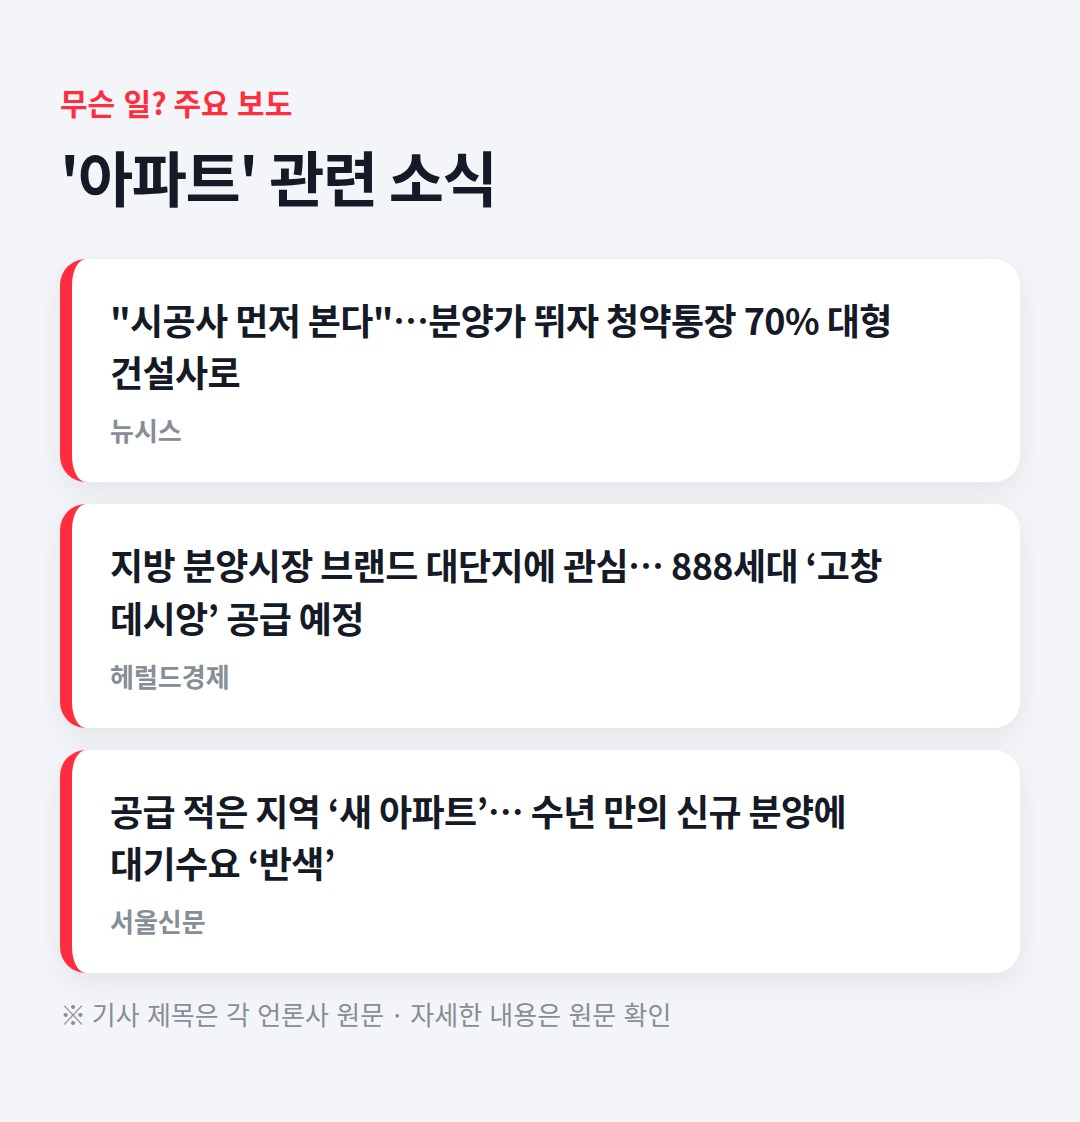 무슨 일? 주요 보도
'아파트' 관련 소식
"시공사 먼저 본다"…분양가 뛰자 청약통장 70% 대형
건설사로
뉴시스
지방 분양시장 브랜드 대단지에 관심… 888세대 ‘고창
데시앙’ 공급 예정
헤럴드경제
공급 적은 지역 ‘새 아파트’… 수년 만의 신규 분양에
대기수요 ‘반색’
서울신문
※ 기사 제목은 각 언론사 원문 · 자세한 내용은 원문 확인